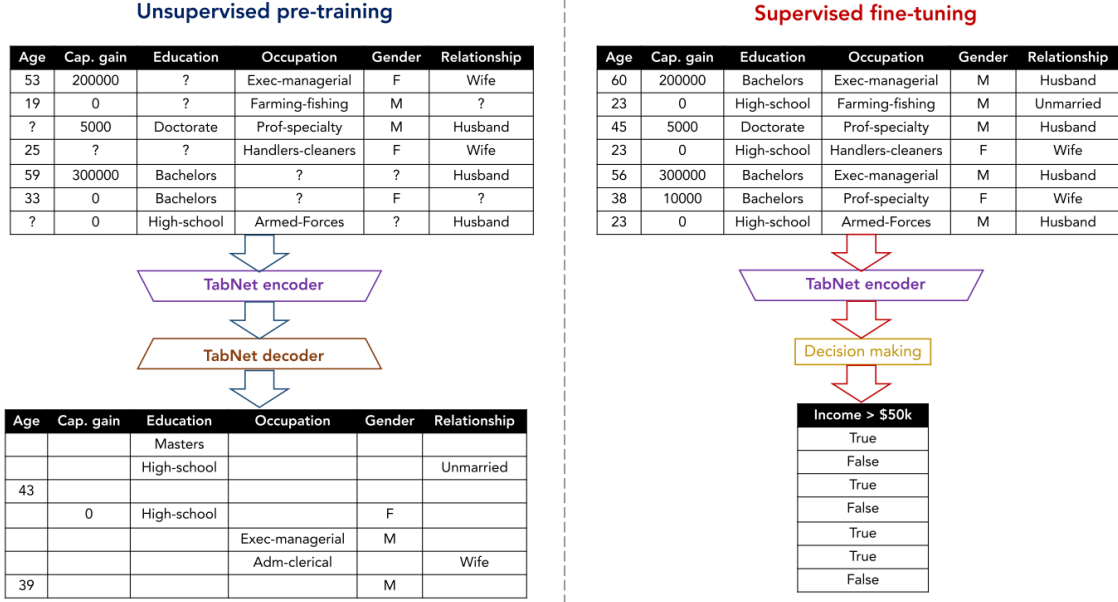 Unsupervised pre-training
Age Cap. gain Education Occupation Gender Relationship
53 200000 ? Exec-managerial F Wife
19 0 ? Farming-fishing M ?
? 5000 Doctorate Prof-specialty M Husband
25 ? ? Handlers-cleaners F Wife
59 300000 Bachelors ? ? Husband
33 0 Bachelors ? F ?
? 0 High-school Armed-Forces ? Husband
TabNet encoder
TabNet decoder
Age Cap. gain Education Occupation Gender Relationship
Masters
High-school Unmarried
43
0 High-school F
Exec-managerial M
Adm-clerical Wife
39 M
Supervised fine-tuning
Age Cap. gain Education Occupation Gender Relationship
60 200000 Bachelors Exec-managerial M Husband
23 0 High-school Farming-fishing M Unmarried
45 5000 Doctorate Prof-specialty M Husband
23 0 High-school Handlers-cleaners F Wife
56 300000 Bachelors Exec-managerial M Husband
38 10000 Bachelors Prof-specialty F Wife
23 0 High-school Armed-Forces M Husband
TabNet encoder
Decision making
Income > $50k
True
False
True
False
True
True
False